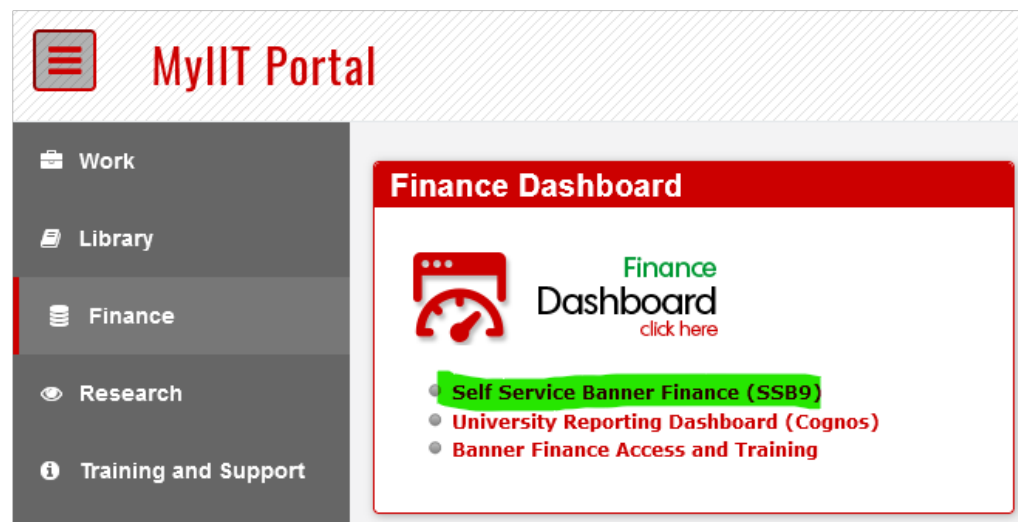 MyIIT Portal
Work
Library
Finance
Research
Training and Support
Finance Dashboard
Finance
Dashboard
click here
Self Service Banner Finance (SSB9)
University Reporting Dashboard (Cognos)
Banner Finance Access and Training